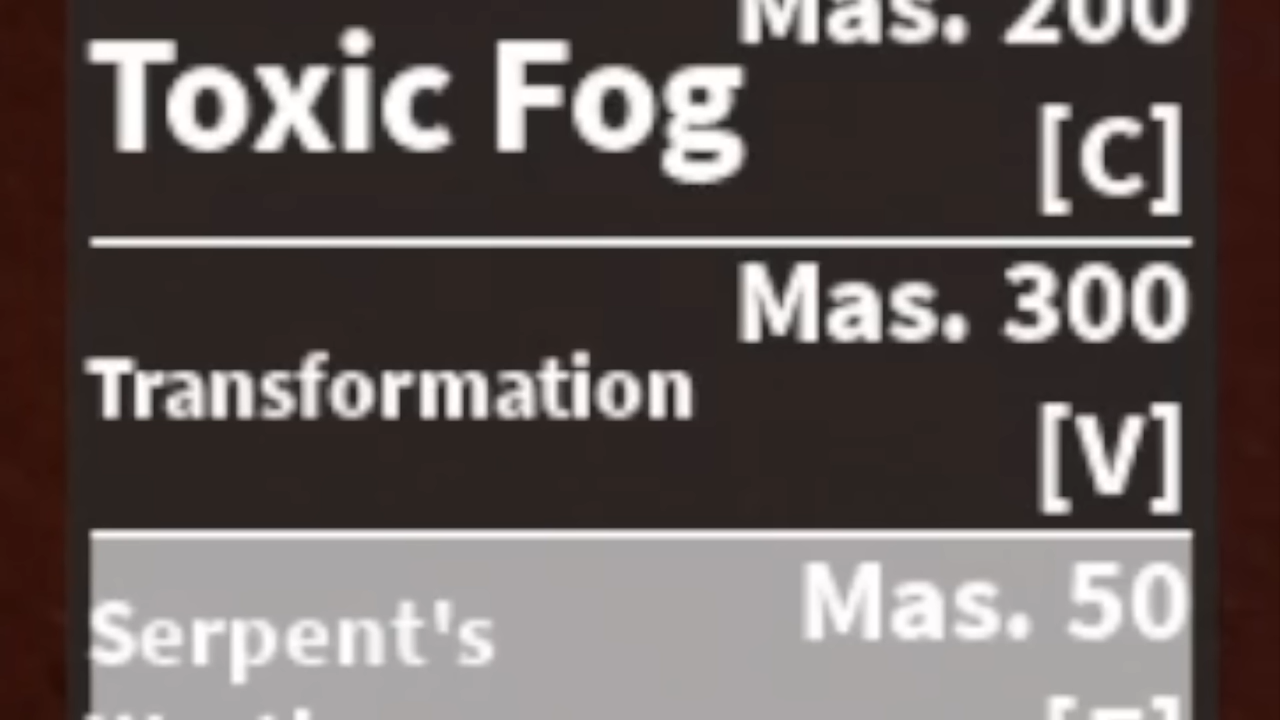 Mas. 200
Toxic Fog
[C]
Mas. 300
Transformation
[V]
Mas. 50
Serpent's